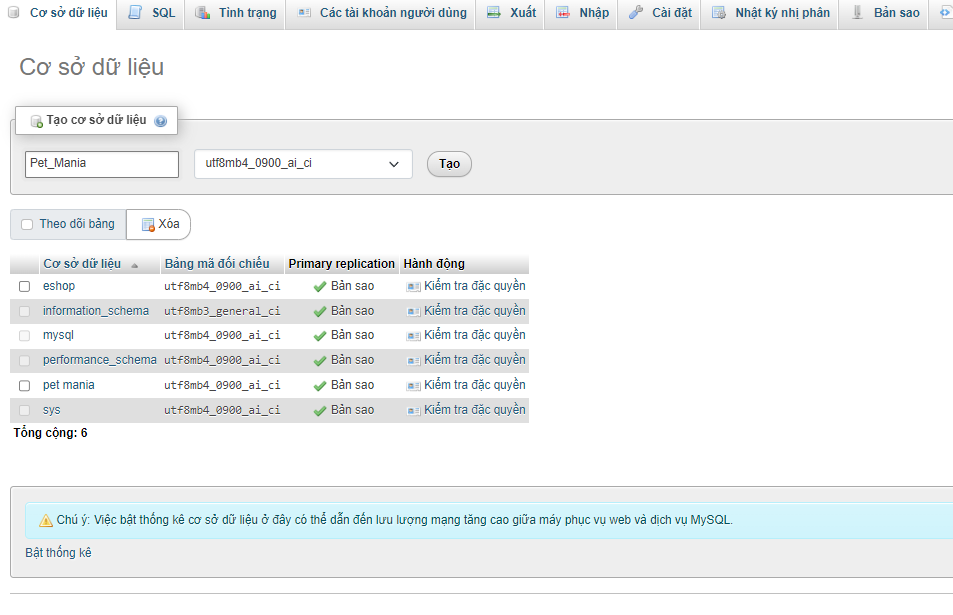 Cơ sở dữ liệu SQL Tình trạng Các tài khoản người dùng Xuất Nhập Cài đặt Nhật ký nhị phân Bản sao
Cơ sở dữ liệu
Tạo cơ sở dữ liệu
Pet_Mania utf8mb4_0900_ai_ci Tạo
Theo dõi bảng Xóa
Cơ sở dữ liệu Bảng mã đối chiếu Primary replication Hành động
eshop utf8mb4_0900_ai_ci Bản sao Kiểm tra đặc quyền
information_schema utf8mb3_general_ci Bản sao Kiểm tra đặc quyền
mysql utf8mb4_0900_ai_ci Bản sao Kiểm tra đặc quyền
performance_schema utf8mb4_0900_ai_ci Bản sao Kiểm tra đặc quyền
pet mania utf8mb4_0900_ai_ci Bản sao Kiểm tra đặc quyền
sys utf8mb4_0900_ai_ci Bản sao Kiểm tra đặc quyền
Tổng cộng: 6
Chú ý: Việc bật thống kê cơ sở dữ liệu ở đây có thể dẫn đến lưu lượng mạng tăng cao giữa máy phục vụ web và dịch vụ MySQL.
Bật thống kê